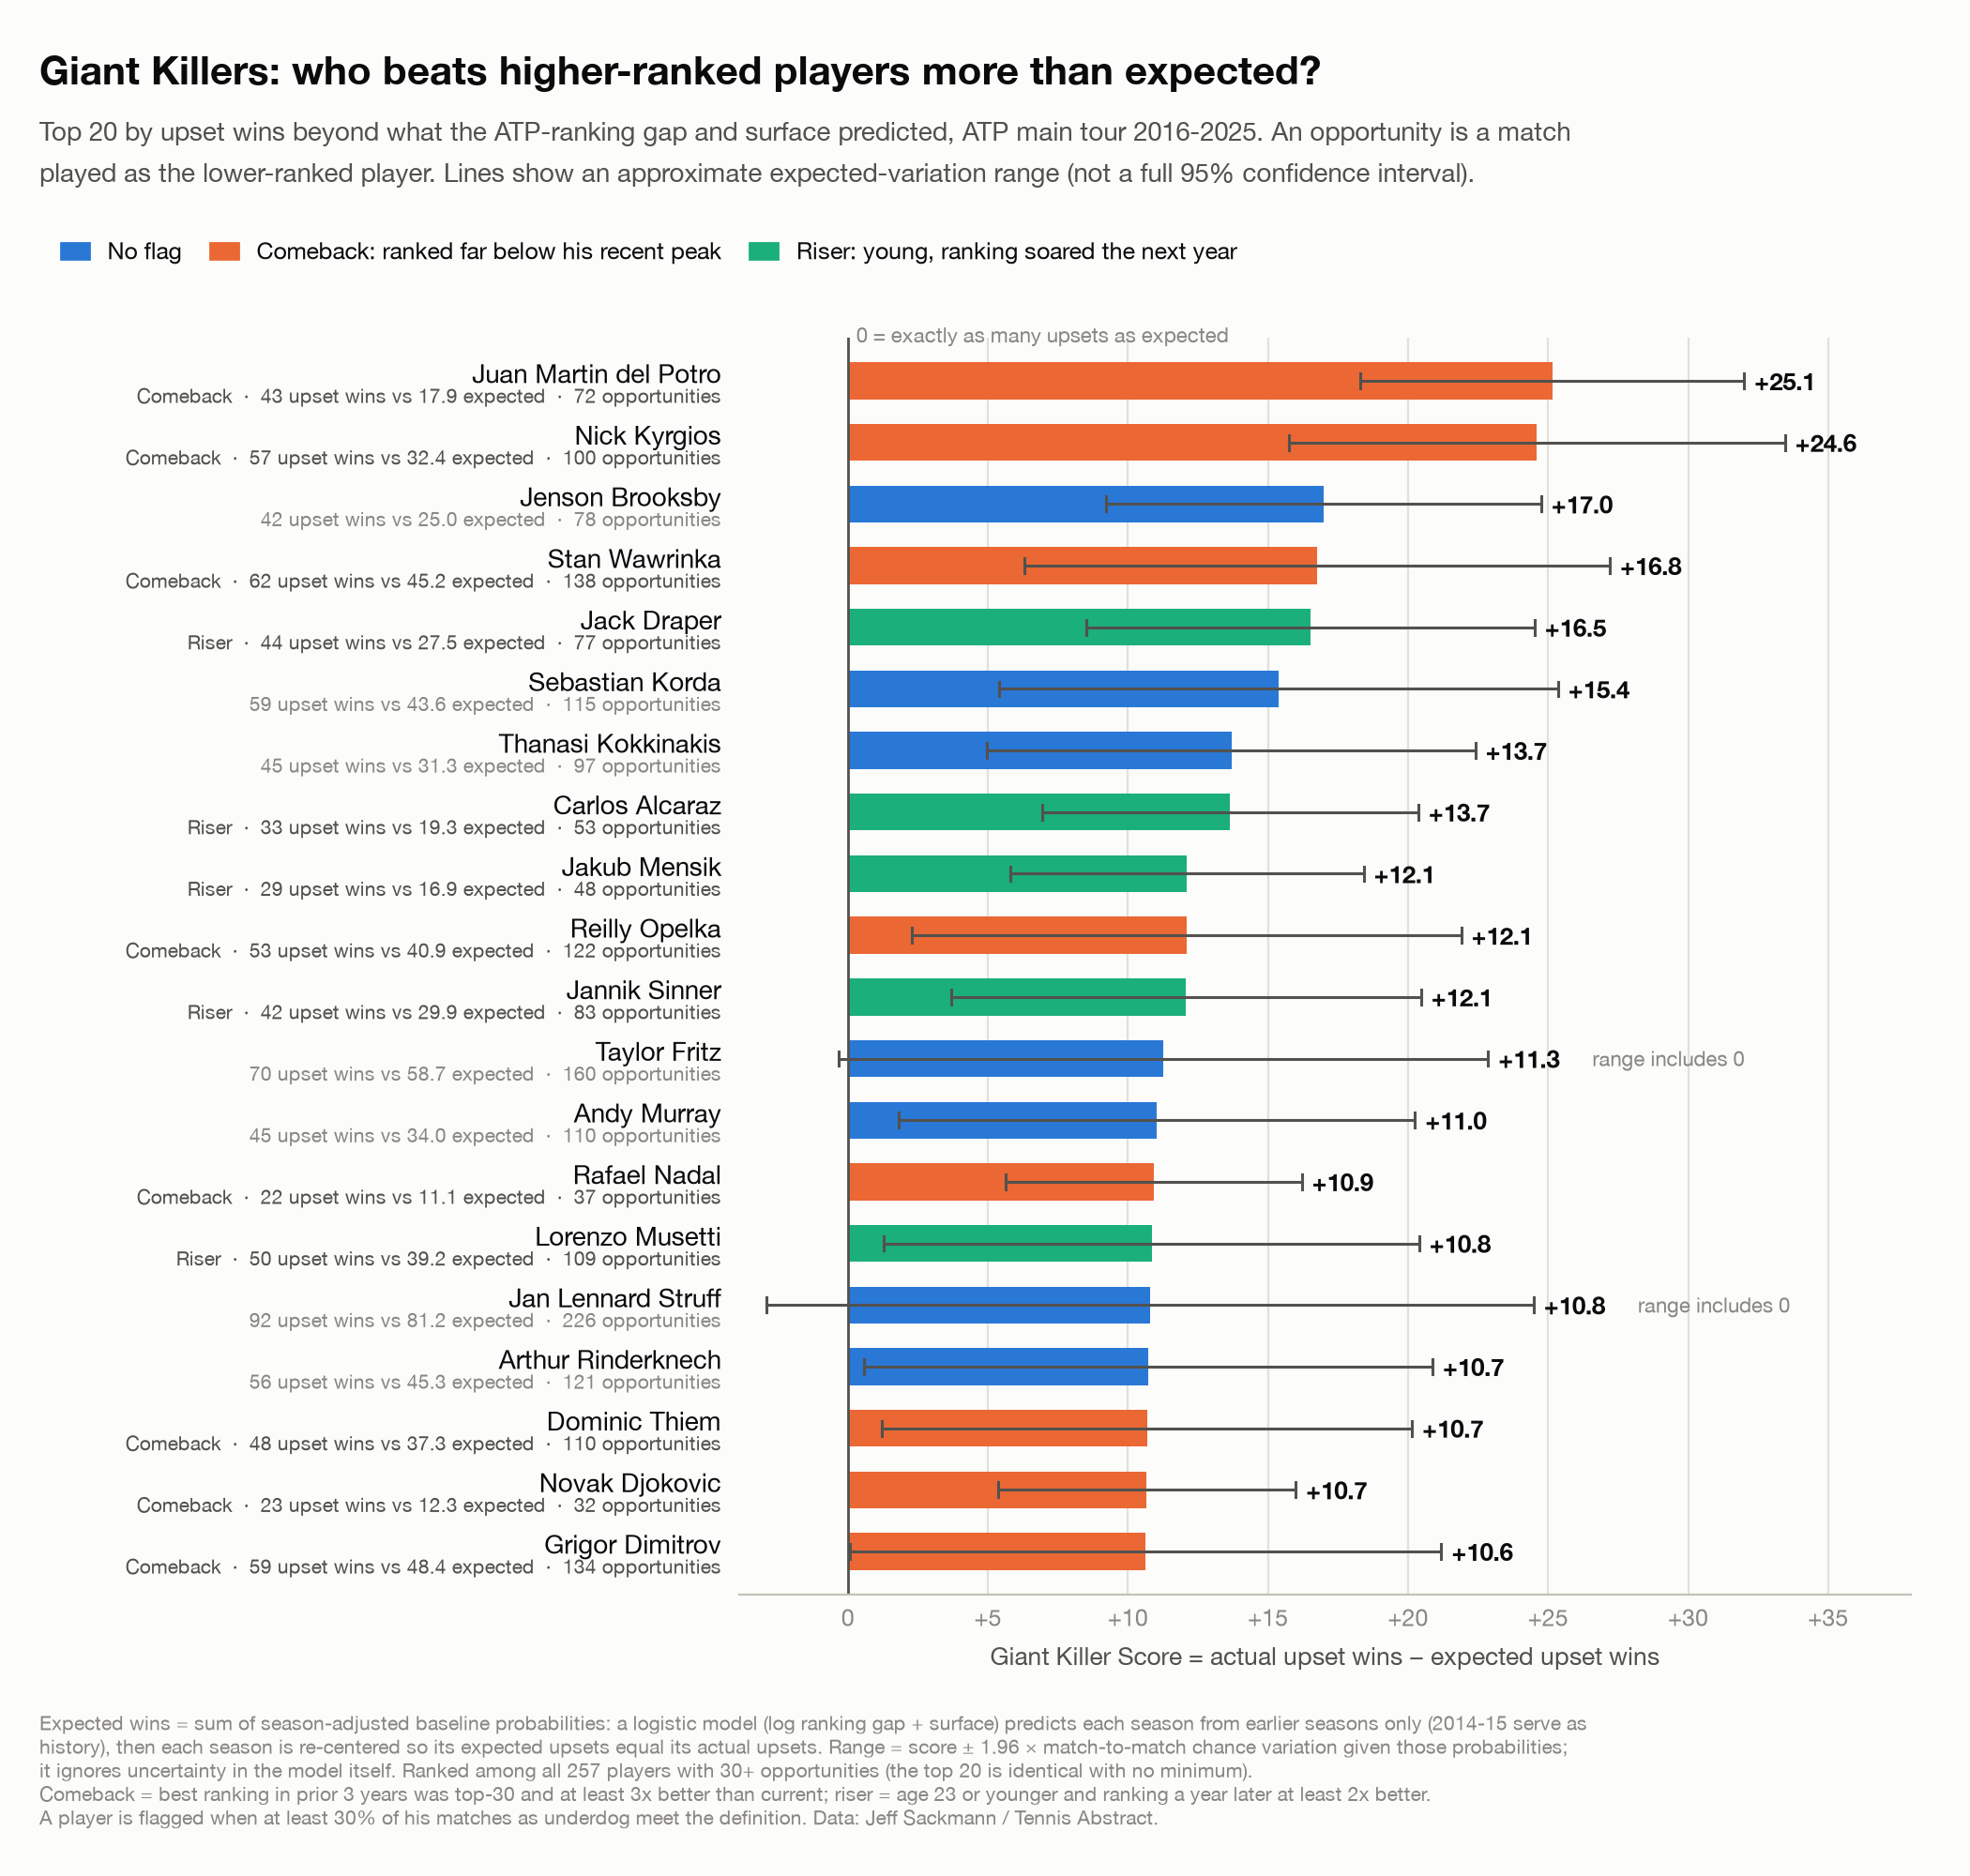 Giant Killers: who beats higher-ranked players more than expected?
Top 20 by upset wins beyond what the ATP-ranking gap and surface predicted, ATP main tour 2016-2025. An opportunity is a match
played as the lower-ranked player. Lines show an approximate expected-variation range (not a full 95% confidence interval).
No flag
Comeback: ranked far below his recent peak
Riser: young, ranking soared the next year
0 = exactly as many upsets as expected
Juan Martin del Potro
Comeback · 43 upset wins vs 17.9 expected · 72 opportunities
+25.1
Nick Kyrgios
Comeback · 57 upset wins vs 32.4 expected · 100 opportunities
+24.6
Jenson Brooksby
42 upset wins vs 25.0 expected · 78 opportunities
+17.0
Stan Wawrinka
Comeback · 62 upset wins vs 45.2 expected · 138 opportunities
+16.8
Jack Draper
Riser · 44 upset wins vs 27.5 expected · 77 opportunities
+16.5
Sebastian Korda
59 upset wins vs 43.6 expected · 115 opportunities
+15.4
Thanasi Kokkinakis
45 upset wins vs 31.3 expected · 97 opportunities
+13.7
Carlos Alcaraz
Riser · 33 upset wins vs 19.3 expected · 53 opportunities
+13.7
Jakub Mensik
Riser · 29 upset wins vs 16.9 expected · 48 opportunities
+12.1
Reilly Opelka
Comeback · 53 upset wins vs 40.9 expected · 122 opportunities
+12.1
Jannik Sinner
Riser · 42 upset wins vs 29.9 expected · 83 opportunities
+12.1
Taylor Fritz
70 upset wins vs 58.7 expected · 160 opportunities
+11.3 range includes 0
Andy Murray
45 upset wins vs 34.0 expected · 110 opportunities
+11.0
Rafael Nadal
Comeback · 22 upset wins vs 11.1 expected · 37 opportunities
+10.9
Lorenzo Musetti
Riser · 50 upset wins vs 39.2 expected · 109 opportunities
+10.8
Jan Lennard Struff
92 upset wins vs 81.2 expected · 226 opportunities
+10.8 range includes 0
Arthur Rinderknech
56 upset wins vs 45.3 expected · 121 opportunities
+10.7
Dominic Thiem
Comeback · 48 upset wins vs 37.3 expected · 110 opportunities
+10.7
Novak Djokovic
Comeback · 23 upset wins vs 12.3 expected · 32 opportunities
+10.7
Grigor Dimitrov
Comeback · 59 upset wins vs 48.4 expected · 134 opportunities
+10.6
0 +5 +10 +15 +20 +25 +30 +35
Giant Killer Score = actual upset wins – expected upset wins
Expected wins = sum of season-adjusted baseline probabilities: a logistic model (log ranking gap + surface) predicts each season from earlier seasons only (2014-15 serve as
history), then each season is re-centered so its expected upsets equal its actual upsets. Range = score ± 1.96 × match-to-match chance variation given those probabilities;
it ignores uncertainty in the model itself. Ranked among all 257 players with 30+ opportunities (the top 20 is identical with no minimum).
Comeback = best ranking in prior 3 years was top-30 and at least 3x better than current; riser = age 23 or younger and ranking a year later at least 2x better.
A player is flagged when at least 30% of his matches as underdog meet the definition. Data: Jeff Sackmann / Tennis Abstract.